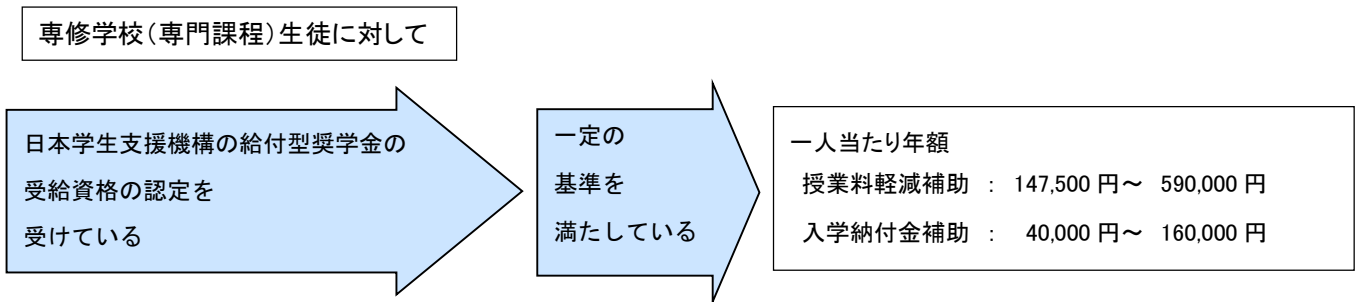 専修学校（専門課程）生徒に対して
日本学生支援機構の給付型奨学金の
受給資格の認定を
受けている
一定の
基準を
満たしている
一人当たり年額
授業料軽減補助 ： 147,500 円～ 590,000 円
入学納付金補助 ： 40,000 円～ 160,000 円